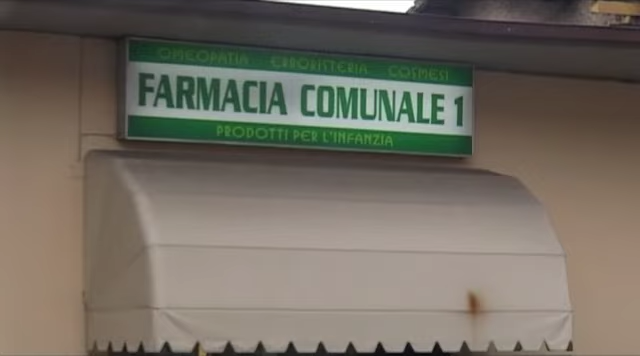 OMEOPATIA ERBORISTERIA COSMESI
FARMACIA COMUNALE 1
PRODOTTI PER L'INFANZIA